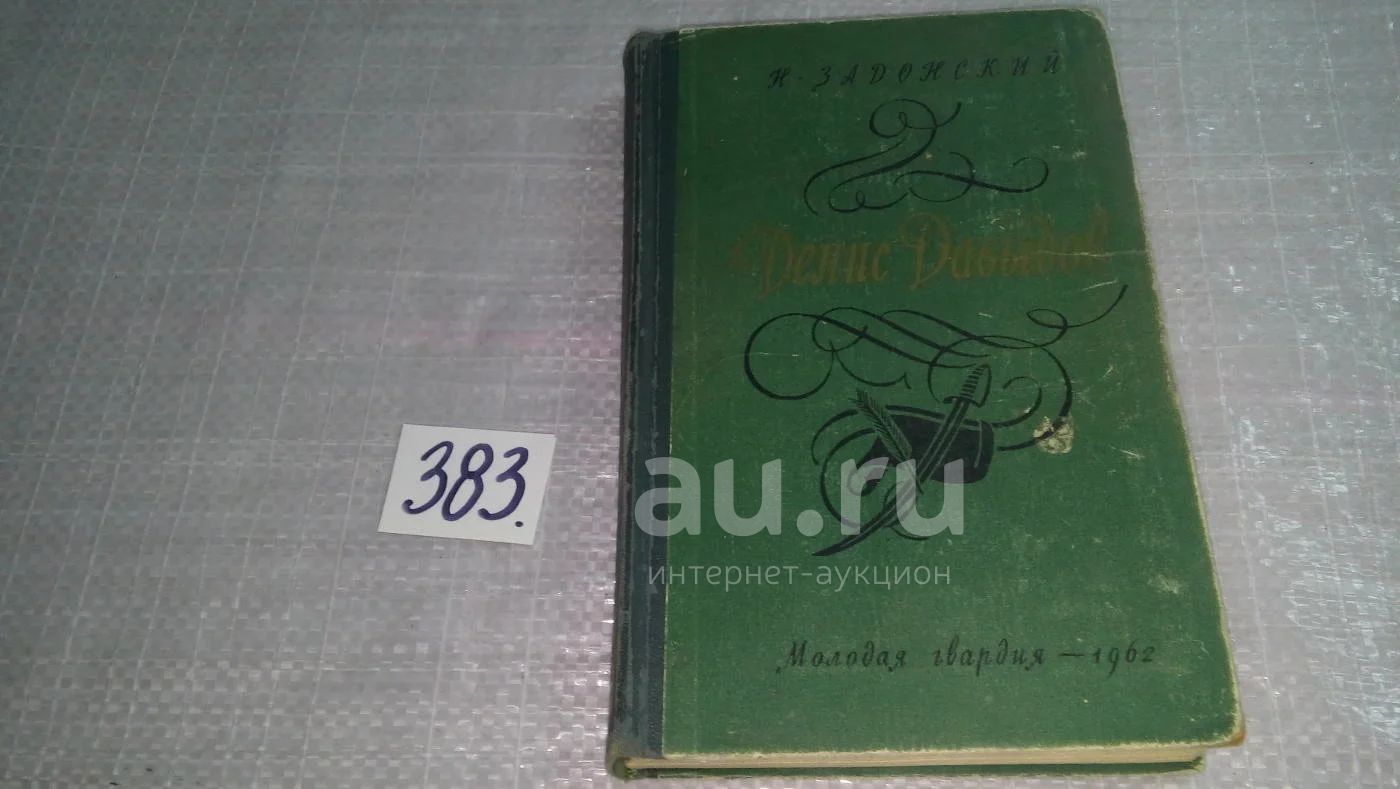 Н. ЗАДОНСКИЙ
Денис Давыдов
383.
au.ru
интернет-аукцион
Молодая гвардия — 1962